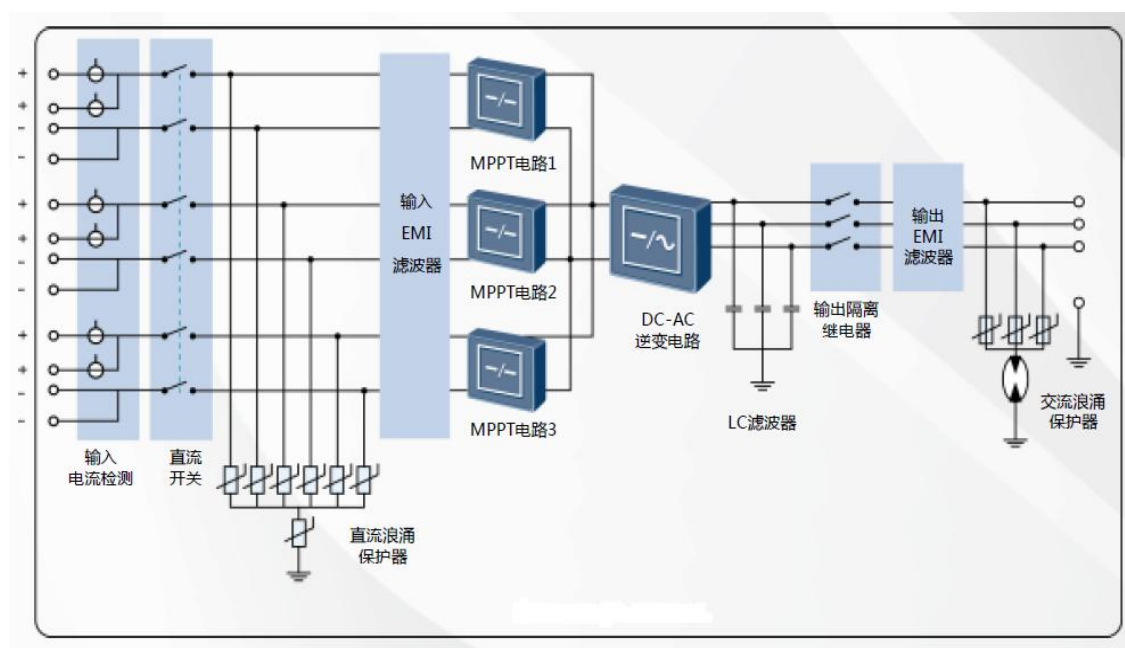 +
+
-
-
+
+
-
-
+
+
-
-
输入
电流检测
直流
开关
直流浪涌
保护器
输入
EMI
滤波器
MPPT电路1
MPPT电路2
MPPT电路3
DC-AC
逆变电路
LC滤波器
输出隔离
继电器
输出
EMI
滤波器
交流浪涌
保护器